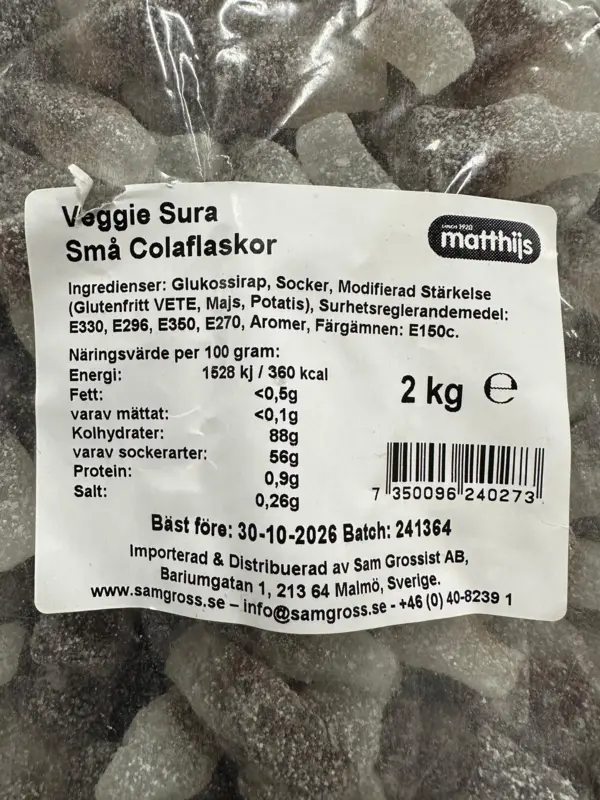 Veggie Sura
Små Colaflaskor
since 1920
matthijs
Ingredienser: Glukossirap, Socker, Modifierad Stärkelse
(Glutenfritt VETE, Majs, Potatis), Surhetsreglerandemedel:
E330, E296, E350, E270, Aromer, Färgämnen: E150c.
Näringsvärde per 100 gram:
Energi: 1528 kj / 360 kcal
Fett: <0,5g
varav mättat: <0,1g
Kolhydrater: 88g
varav sockerarter: 56g
Protein: 0,9g
Salt: 0,26g
2 kg e
7 350096 240273
Bäst före: 30-10-2026 Batch: 241364
Importerad & Distribuerad av Sam Grossist AB,
Bariumgatan 1, 213 64 Malmö, Sverige.
www.samgross.se – info@samgross.se - +46 (0) 40-8239 1